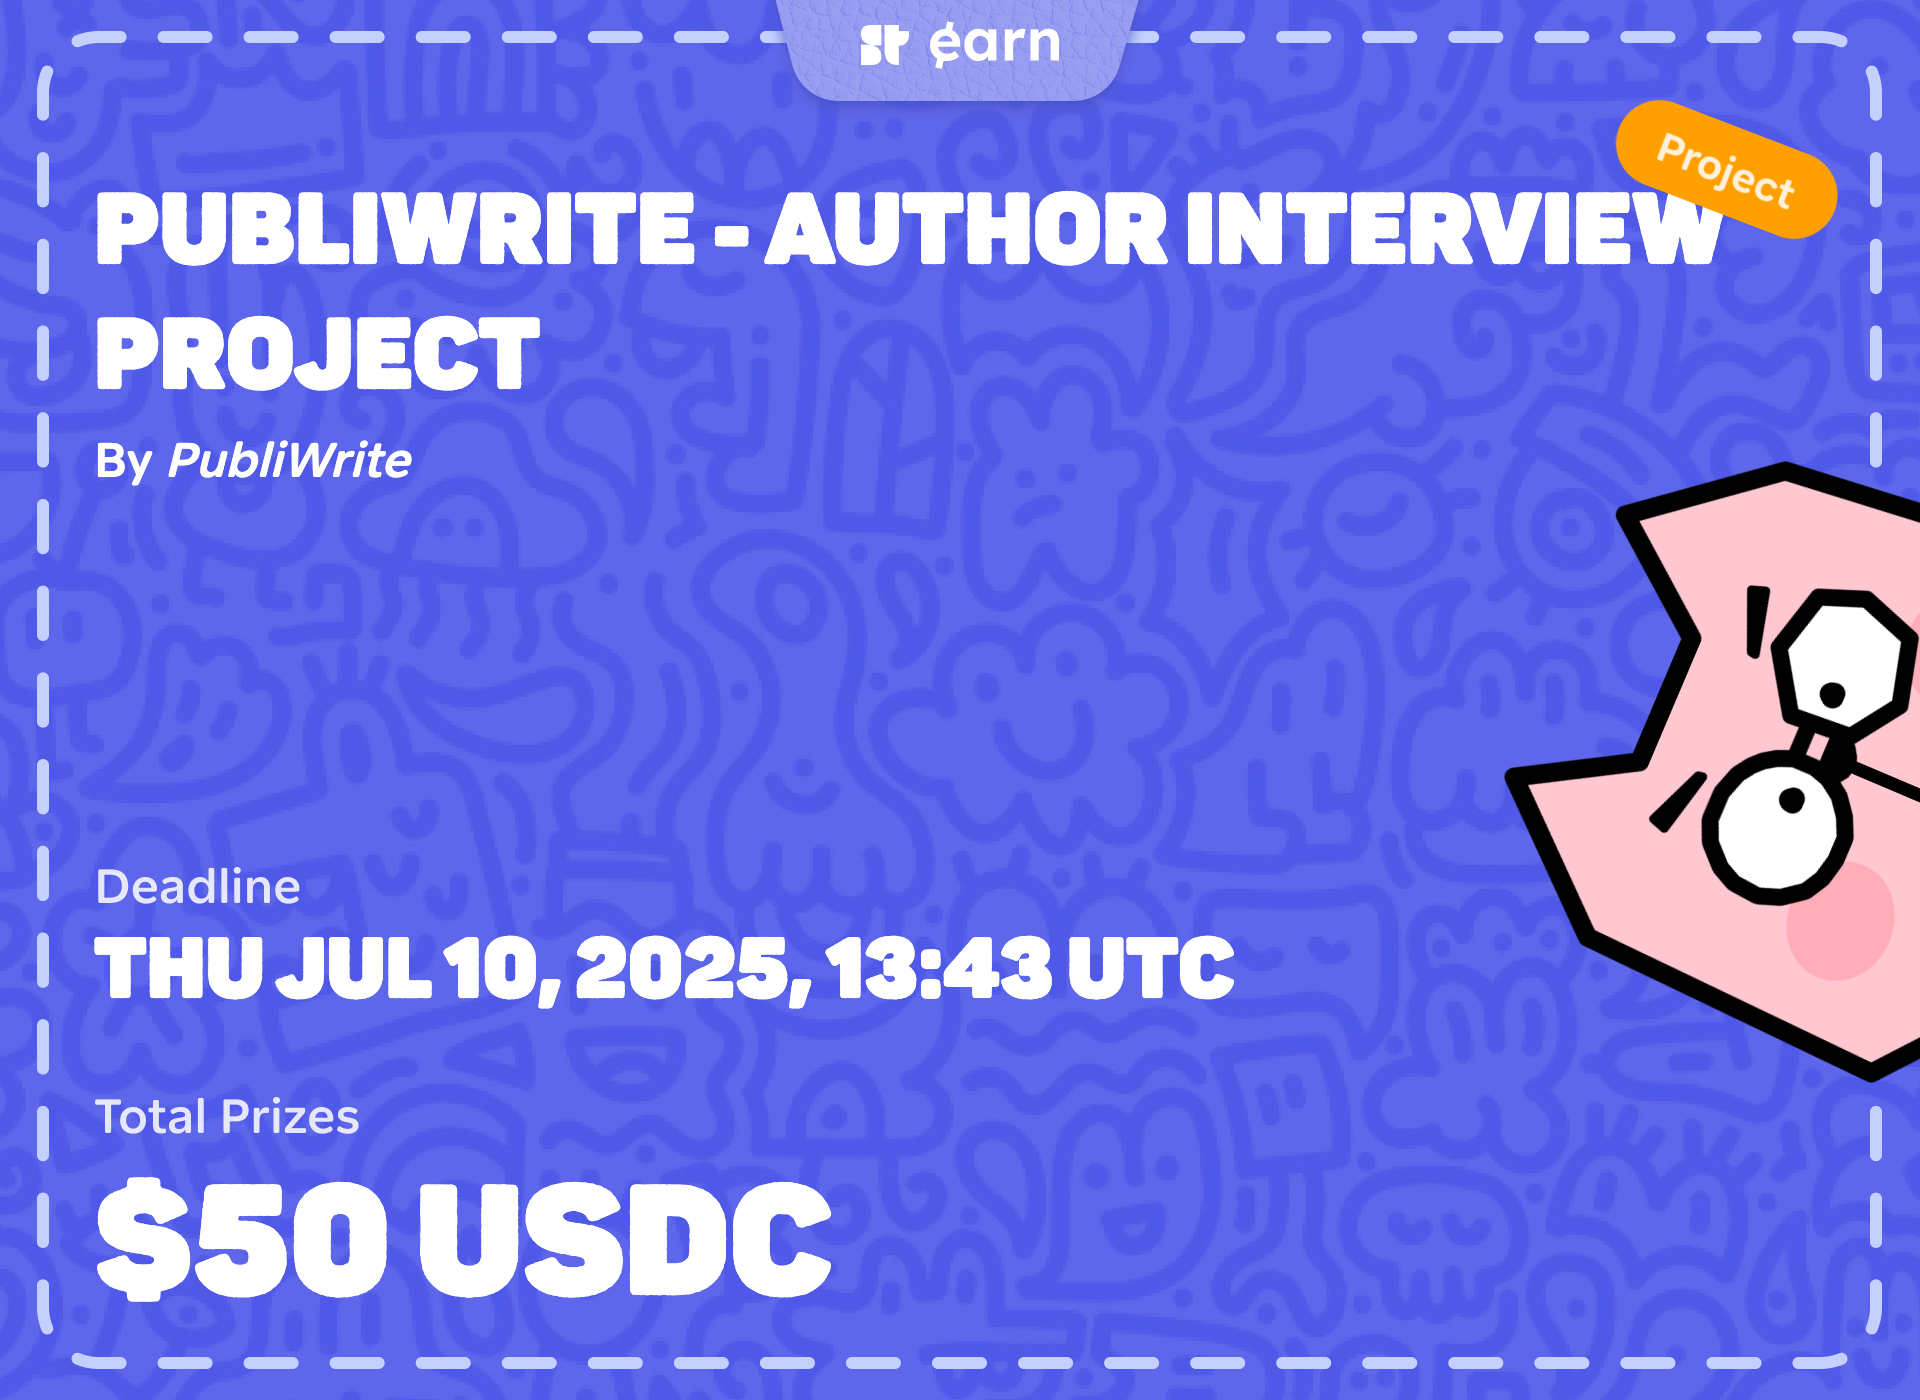 ST earn
Project
PUBLIWRITE - AUTHOR INTERVIEW
PROJECT
By PubliWrite
Deadline
THU JUL 10, 2025, 13:43 UTC
Total Prizes
$50 USDC